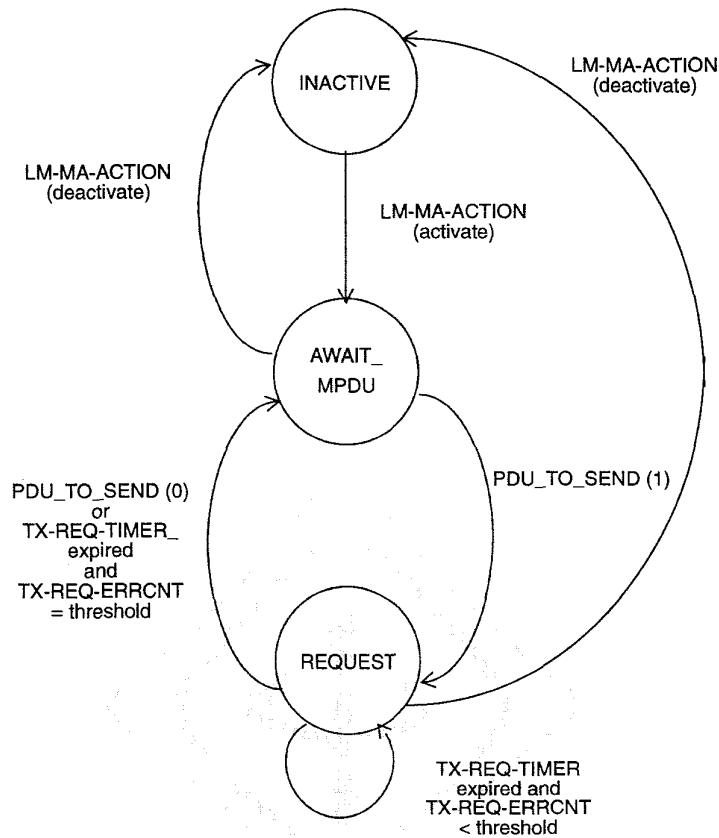 INACTIVE
LM-MA-ACTION
(deactivate)
LM-MA-ACTION
(deactivate)
LM-MA-ACTION
(activate)
AWAIT_
MPDU
PDU_TO_SEND (0)
or
TX-REQ-TIMER_
expired
and
TX-REQ-ERRCNT
= threshold
PDU_TO_SEND (1)
REQUEST
TX-REQ-TIMER
expired and
TX-REQ-ERRCNT
< threshold